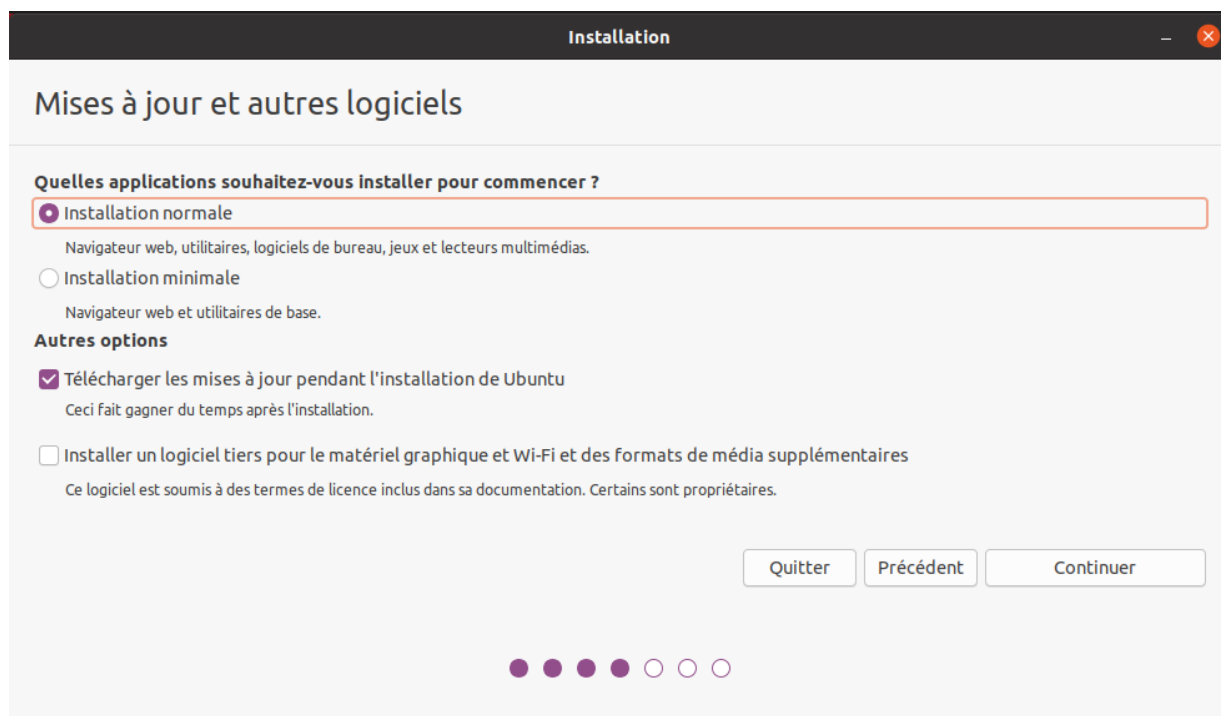 Installation
Mises à jour et autres logiciels
Quelles applications souhaitez-vous installer pour commencer ?
Installation normale
Navigateur web, utilitaires, logiciels de bureau, jeux et lecteurs multimédias.
Installation minimale
Navigateur web et utilitaires de base.
Autres options
Télécharger les mises à jour pendant l'installation de Ubuntu
Ceci fait gagner du temps après l'installation.
Installer un logiciel tiers pour le matériel graphique et Wi-Fi et des formats de média supplémentaires
Ce logiciel est soumis à des termes de licence inclus dans sa documentation. Certains sont propriétaires.
Quitter Précédent Continuer